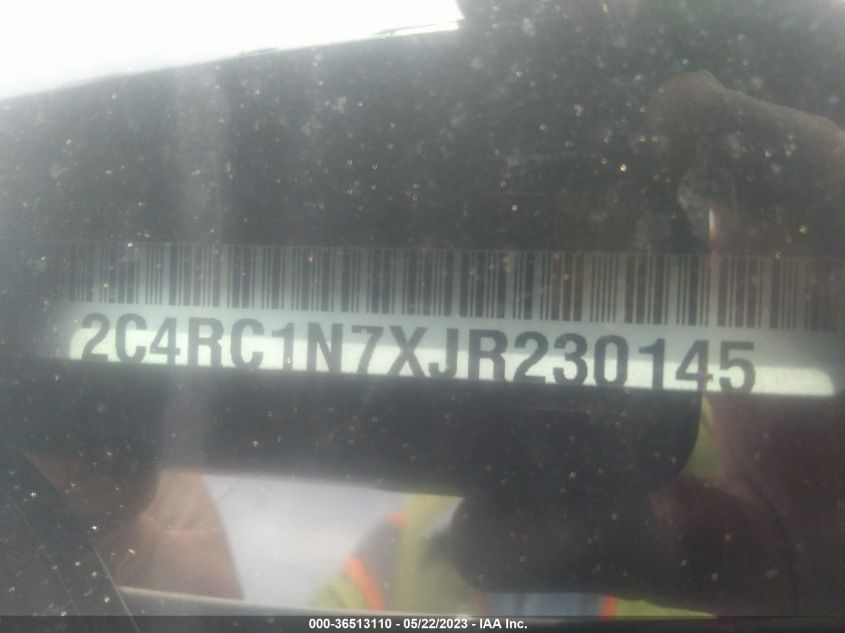 2C4RC1N7XJR230145
000-36513110 - 05/22/2023 - IAA Inc.